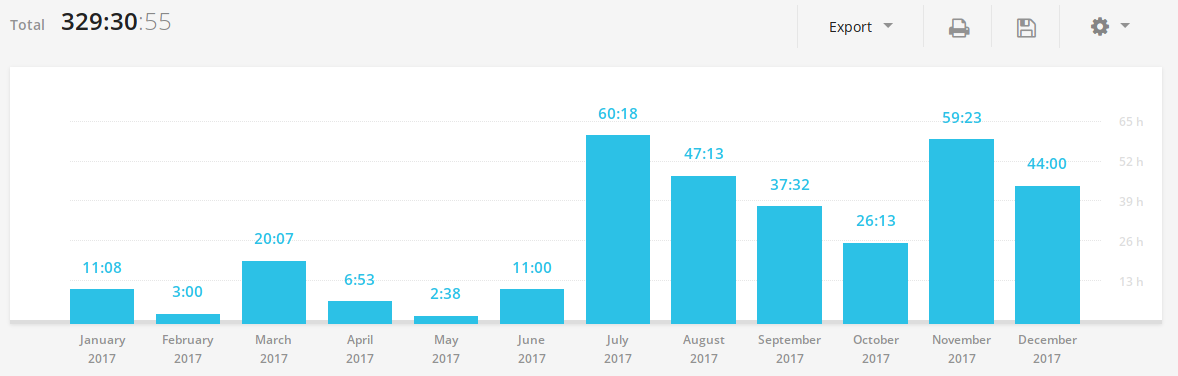 Total 329:30:55 Export
60:18
59:23
65 h
47:13
44:00
52 h
37:32
39 h
26:13
20:07
26 h
11:08
6:53
11:00
3:00
2:38
13 h
January February March April May June July August September October November December
2017 2017 2017 2017 2017 2017 2017 2017 2017 2017 2017 2017